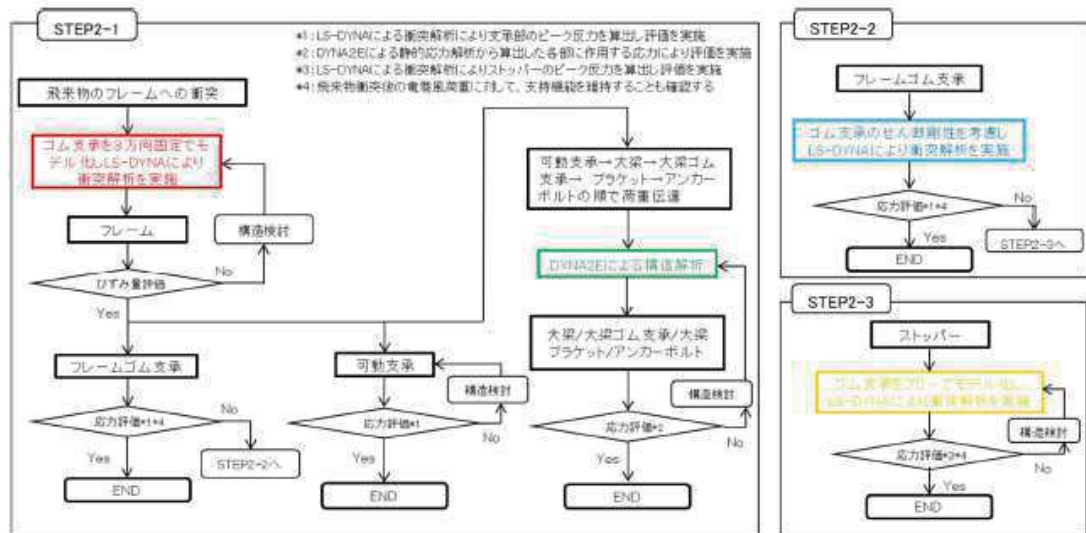 STEP2-1
*1:LS-DYNAによる衝突解析により支承部のピーク反力を算出し評価を実施
*2:DYNA2Eによる静的応力解析から算出した各部に作用する応力により評価を実施
*3:LS-DYNAによる衝突解析によりストッパーのピーク反力を算出し評価を実施
*4:飛来物衝突後の竜巻風荷重に対して、支持機能を維持することも確認する
飛来物のフレームへの衝突
ゴム支承を3方向固定でモ
デル化しLS-DYNAにより
衝突解析を実施
フレーム
構造検討
ひずみ量評価
No
Yes
フレームゴム支承
応力評価*1*4
No
Yes
STEP2-2へ
END
可動支承
構造検討
応力評価*1
No
Yes
END
可動支承→大梁→大梁ゴム
支承→ ブラケット→アンカー
ボルトの順で荷重伝達
DYNA2Eによる構造解析
大梁/大梁ゴム支承/大梁
ブラケット/アンカーボルト
構造検討
応力評価*2
No
Yes
END
STEP2-2
フレームゴム支承
ゴム支承のせん断剛性を考慮し
LS-DYNAにより衝突解析を実施
応力評価*1*4
No
Yes
STEP2-3へ
END
STEP2-3
ストッパー
ゴム支承をフリーでモデル化し
LS-DYNAにより衝突解析を実施
構造検討
応力評価*3*4
No
Yes
END